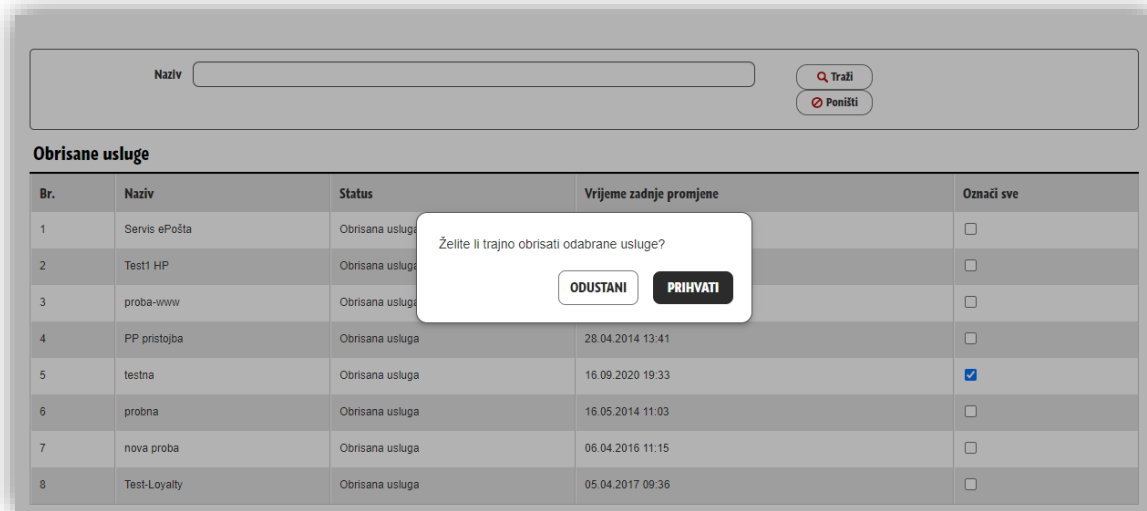 Naziv
Traži
Poništi
Obrisane usluge
Br. Naziv Status Vrijeme zadnje promjene Označi sve
1 Servis ePošta Obrisana usluga
2 Test1 HP Obrisana usluga
3 proba-www Obrisana usluga
Želite li trajno obrisati odabrane usluge?
ODUSTANI PRIHVATI
4 PP pristojba Obrisana usluga 28.04.2014 13:41
5 testna Obrisana usluga 16.09.2020 19:33
6 probna Obrisana usluga 16.05.2014 11:03
7 nova proba Obrisana usluga 06.04.2016 11:15
8 Test-Loyalty Obrisana usluga 05.04.2017 09:36